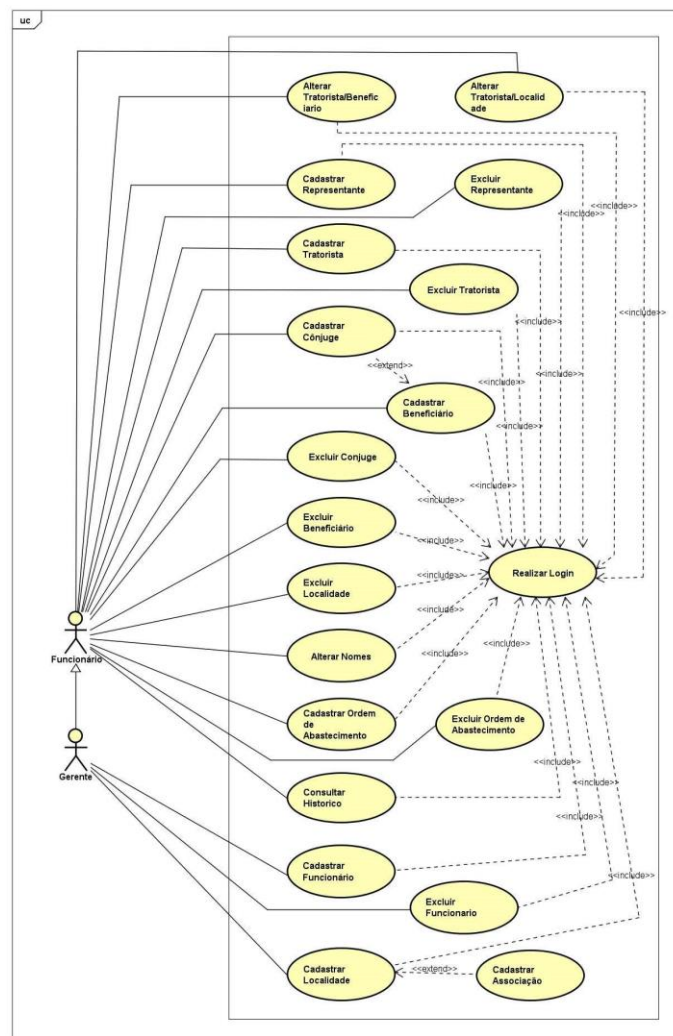 uc
Alterar
Tratorista/Benefic
iario
Alterar
Tratorista/Localid
ade
Cadastrar
Representante
Excluir
Representante
<<include>>
<<include>>
Cadastrar
Tratorista
Excluir Tratorista
<<include>>
<<include>>
Cadastrar
Cônjuge
<<extend>>
<<include>>
<<include>>
Cadastrar
Beneficiário
<<include>>
<<include>>
Excluir Conjuge
<<include>>
Excluir
Beneficiário
<<include>>
Excluir
Localidade
<<include>>
Realizar Login
<<include>>
Funcionário
Alterar Nomes
<<include>>
<<include>>
Cadastrar Ordem
de
Abastecimento
Excluir Ordem de
Abastecimento
Gerente
<<include>>
<<include>>
Consultar
Historico
<<include>>
Cadastrar
Funcionário
<<include>>
Excluir
Funcionario
Cadastrar
Localidade
<<extend>>
Cadastrar
Associação